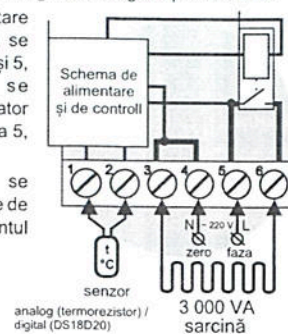 tare
se
și 5,
se
ator
a 5,
se
e de
ntul
Schema de
alimentare
și de controll
1 2 3 4 5 6
N ~ 220 V L
zero faza
t
°C
senzor
analog (termorezistor) /
digital (DS18D20)
3 000 VA
sarcină